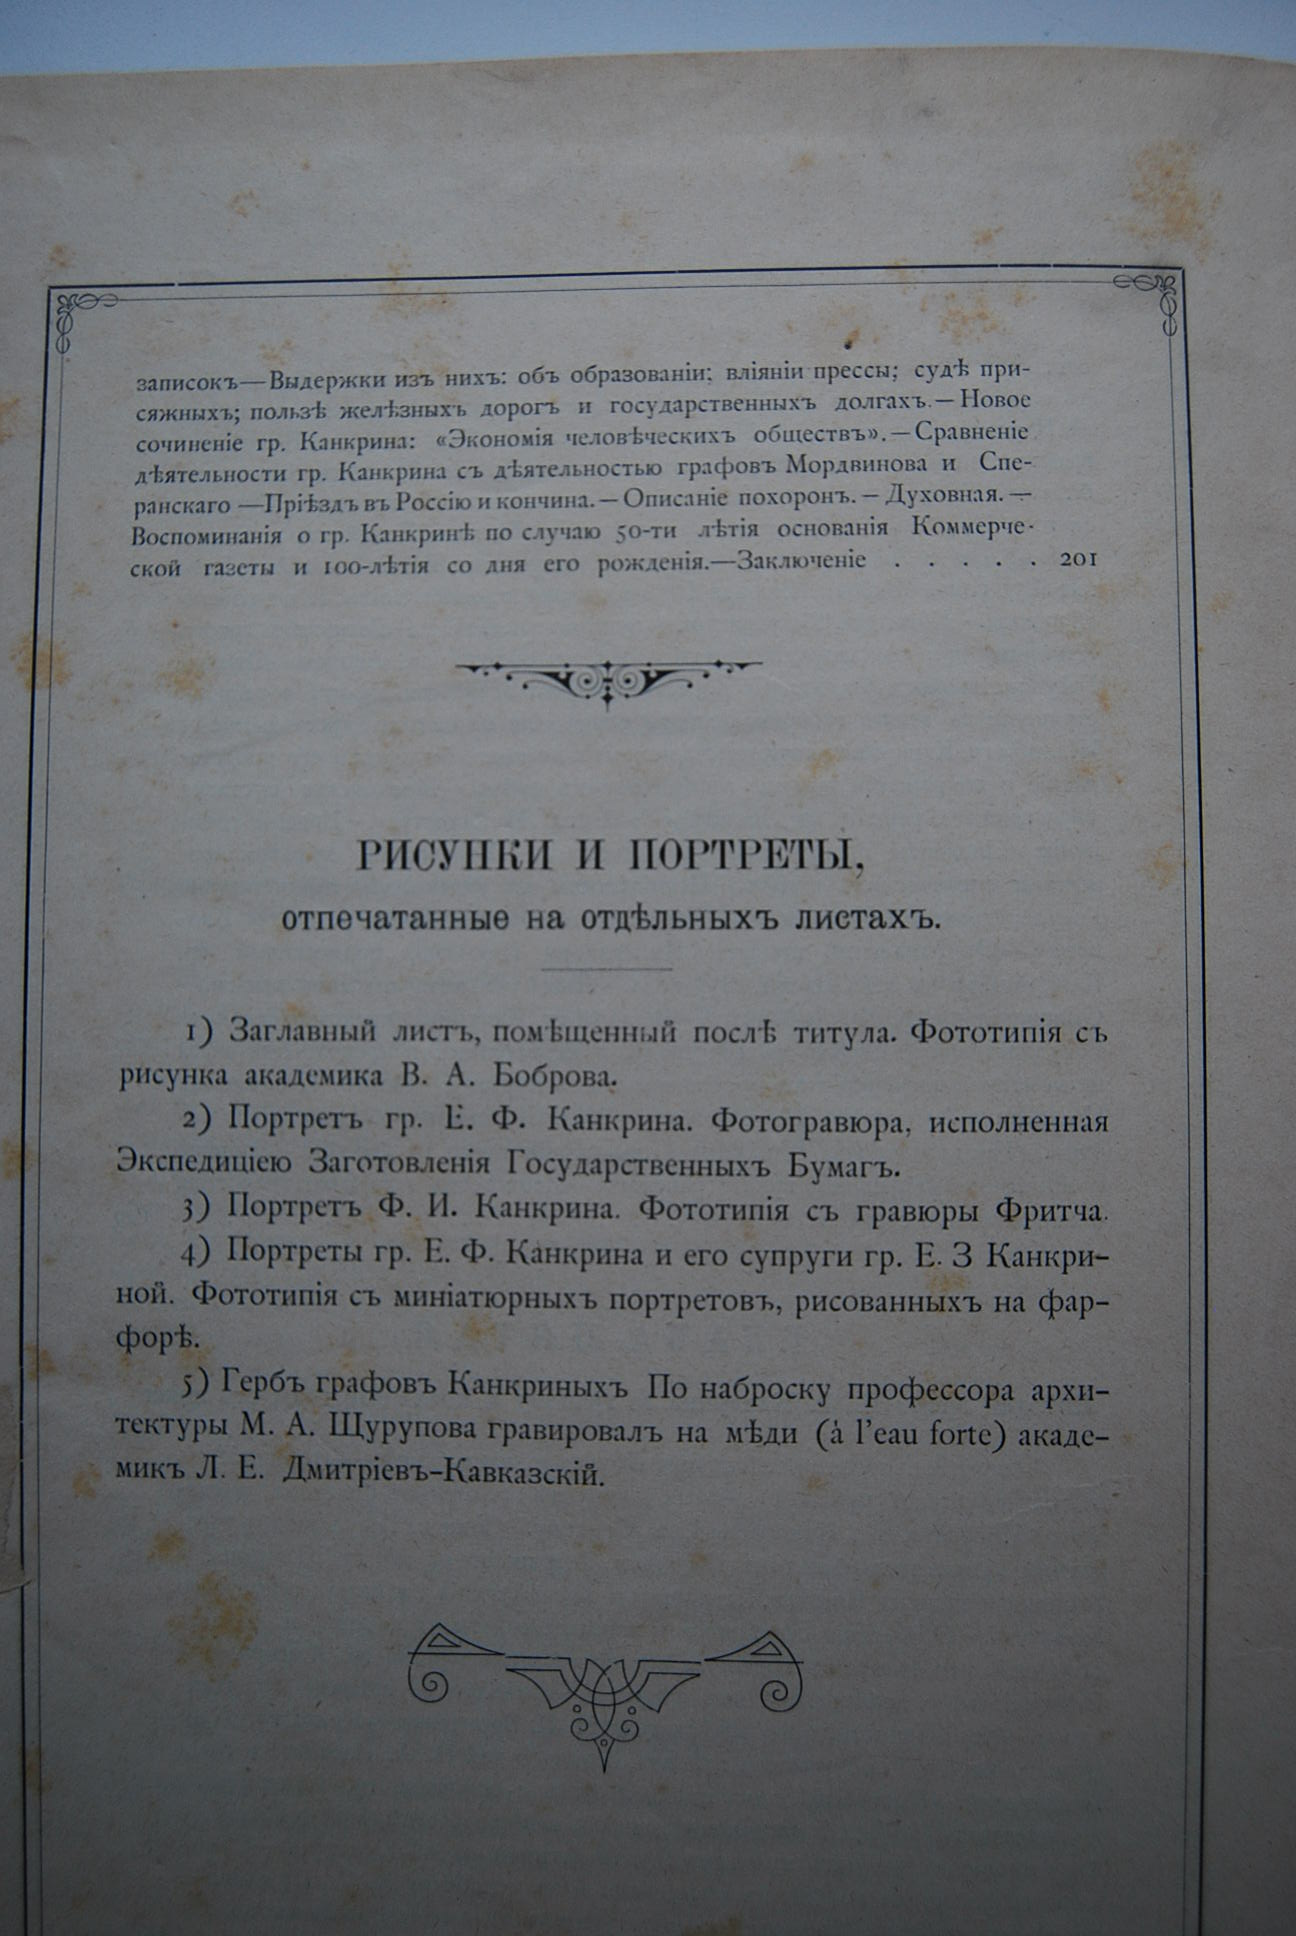 записокъ—Выдержки изъ нихъ: объ образованіи; вліяніи прессы; судѣ при-
сяжныхъ; пользѣ желѣзныхъ дорогъ и государственныхъ долгахъ.—Новое
сочиненіе гр. Канкрина: «Экономія человѣческихъ обществъ».—Сравненіе
дѣятельности гр. Канкрина съ дѣятельностью графовъ Мордвинова и Спе-
ранскаго —Пріѣздъ въ Россію и кончина.—Описаніе похоронъ.—Духовная.—
Воспоминанія о гр. Канкринѣ по случаю 50-ти лѣтія основанія Коммерче-
ской газеты и 100-лѣтія со дня его рожденія.—Заключеніе . . . . . 201
РИСУНКИ И ПОРТРЕТЫ,
отпечатанные на отдѣльныхъ листахъ.
1) Заглавный листъ, помѣщенный послѣ титула. Фототипія съ
рисунка академика В. А. Боброва.
2) Портретъ гр. Е. Ф. Канкрина. Фотогравюра, исполненная
Экспедиціею Заготовленія Государственныхъ Бумагъ.
3) Портретъ Ф. И. Канкрина. Фототипія съ гравюры Фритча.
4) Портреты гр. Е. Ф. Канкрина и его супруги гр. Е. З Канкри-
ной. Фототипія съ миніатюрныхъ портретовъ, рисованныхъ на фар-
форѣ.
5) Гербъ графовъ Канкриныхъ По наброску профессора архи-
тектуры М. А. Щурупова гравировалъ на мѣди (à l'eau forte) акаде-
микъ Л. Е. Дмитріевъ-Кавказскій.